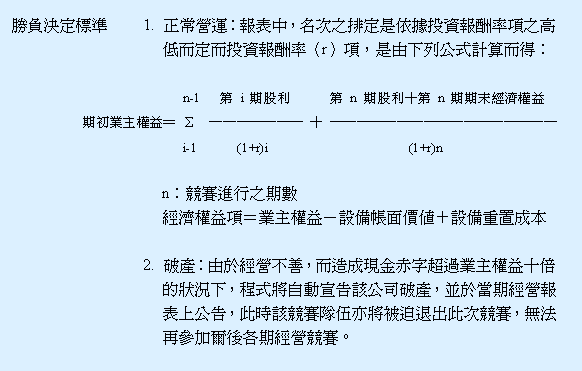 勝負決定標準 1. 正常營運：報表中，名次之排定是依據投資報酬率項之高
低而定而投資報酬率（r）項，是由下列公式計算而得：
n-1 第 i 期股利 第 n 期股利十第 n 期期末經濟權益
期初業主權益＝ Σ ————— ＋ —————————————
i-1 (1+r)i (1+r)n
n：競賽進行之期數
經濟權益項＝業主權益－設備帳面價值＋設備重置成本
2. 破產：由於經營不善，而造成現金赤字超過業主權益十倍
的狀況下，程式將自動宣告該公司破產，並於當期經營報
表上公告，此時該競賽隊伍亦將被迫退出此次競賽，無法
再參加爾後各期經營競賽。